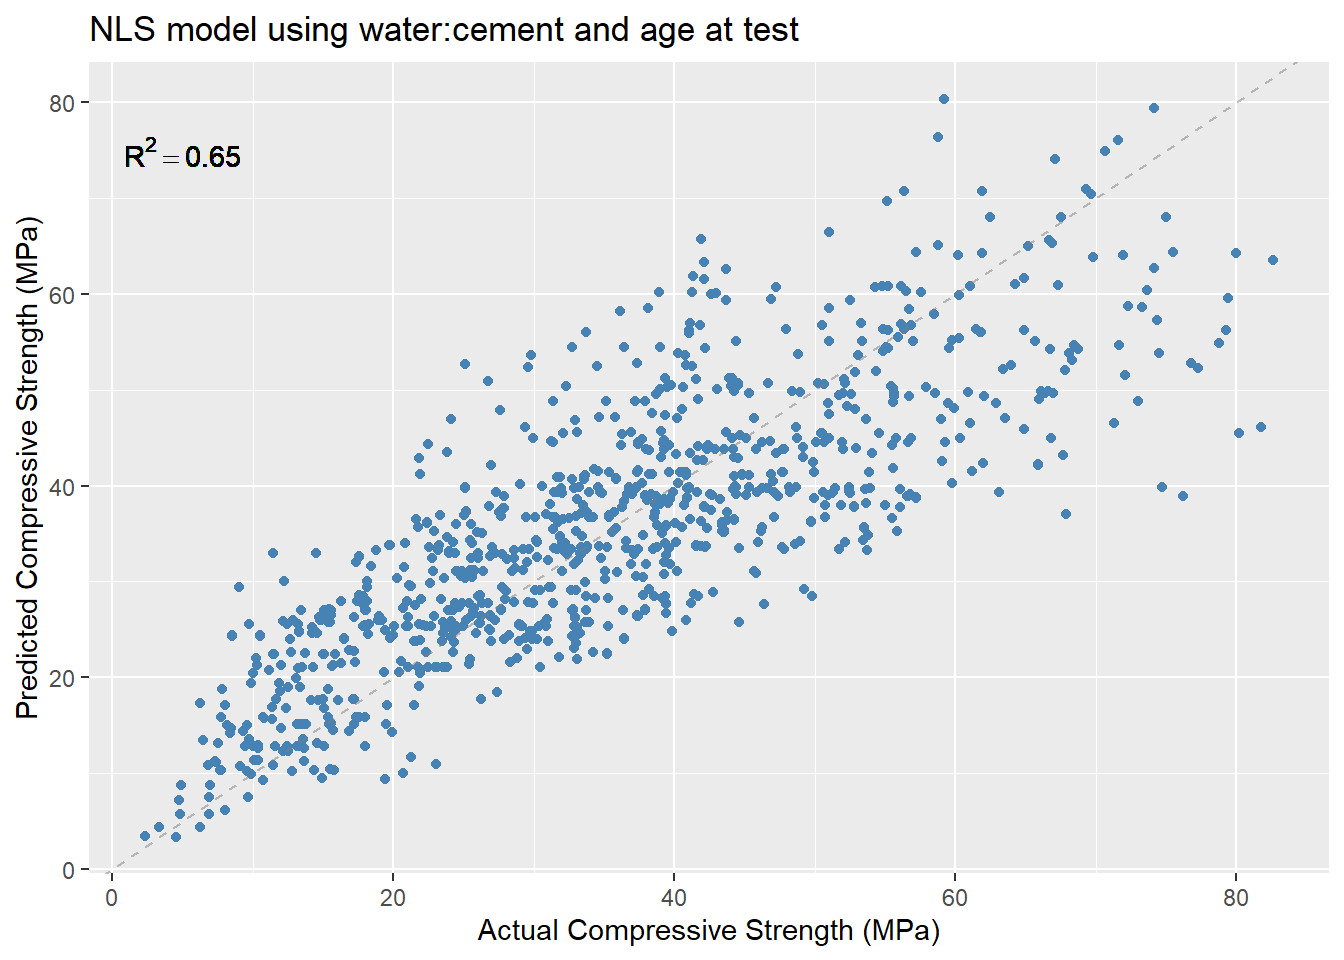 NLS model using water:cement and age at test
80
60
40
20
0
R² = 0.65
Predicted Compressive Strength (MPa)
0 20 40 60 80
Actual Compressive Strength (MPa)